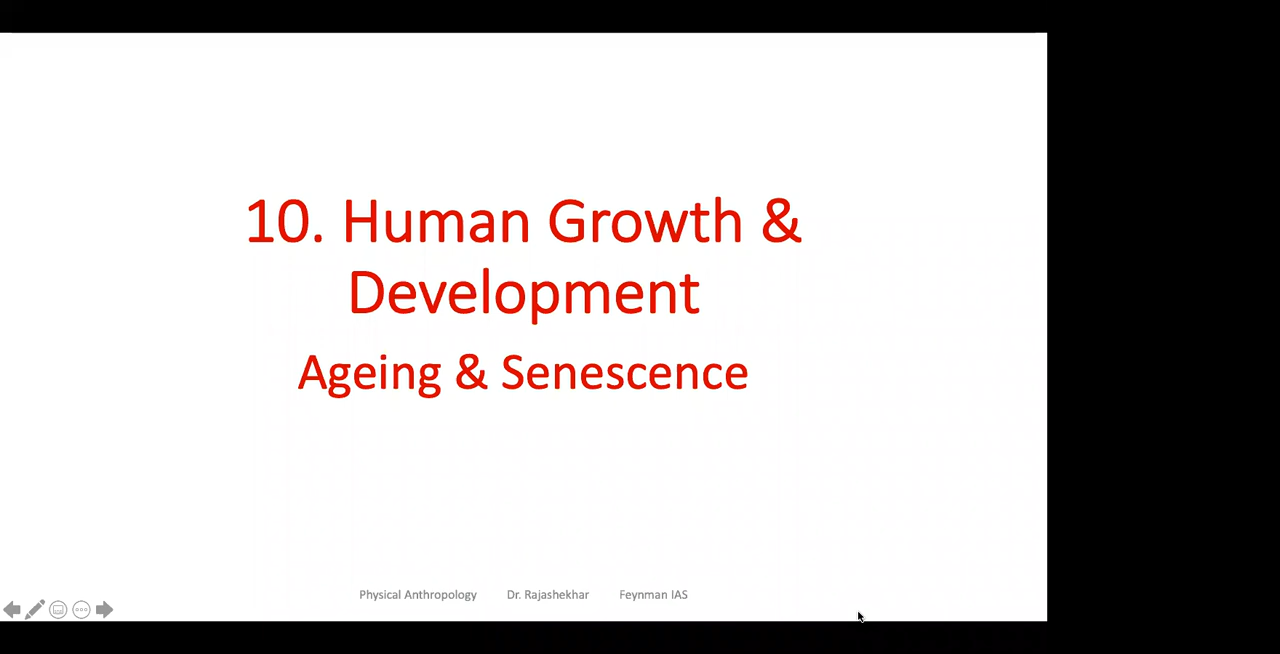 10. Human Growth &
Development
Ageing & Senescence
Physical Anthropology Dr. Rajashekhar Feynman IAS